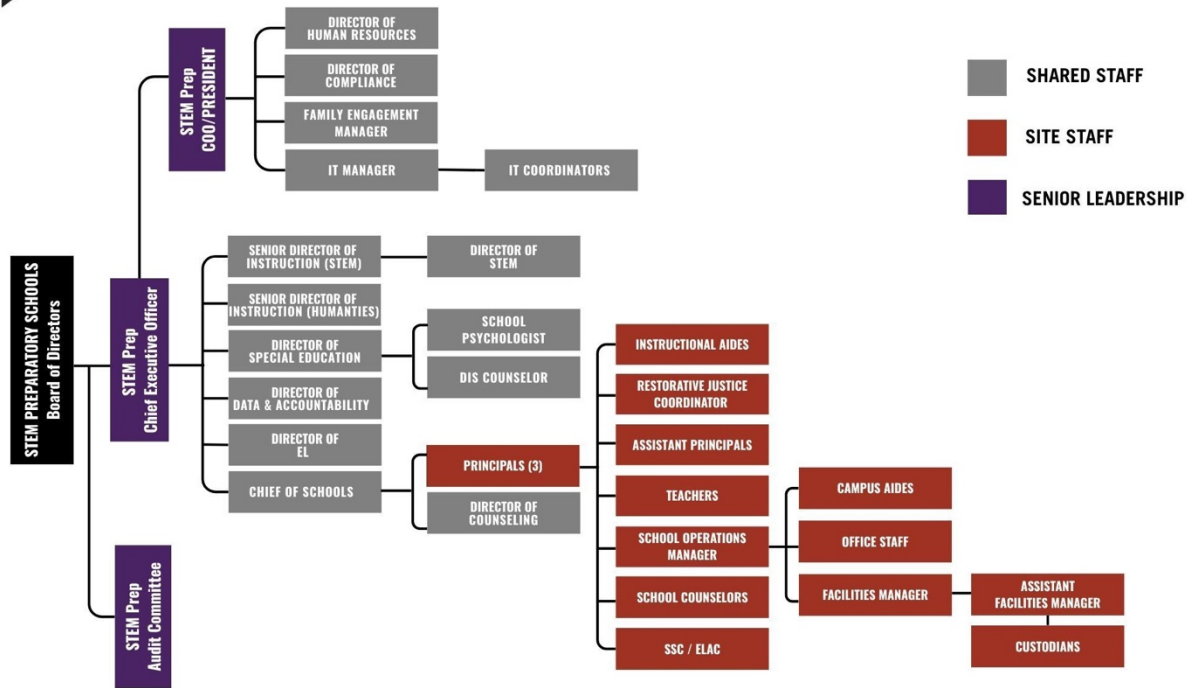 DIRECTOR OF
HUMAN RESOURCES
DIRECTOR OF
COMPLIANCE
FAMILY ENGAGEMENT
MANAGER
IT MANAGER
IT COORDINATORS
STEM Prep
COO/PRESIDENT
SHARED STAFF
SITE STAFF
SENIOR LEADERSHIP
STEM PREPARATORY SCHOOLS
Board of Directors
STEM Prep
Chief Executive Officer
STEM Prep
Audit Committee
SENIOR DIRECTOR OF
INSTRUCTION (STEM)
DIRECTOR OF
STEM
SENIOR DIRECTOR OF
INSTRUCTION (HUMANTIES)
DIRECTOR OF
SPECIAL EDUCATION
SCHOOL
PSYCHOLOGIST
DIS COUNSELOR
DIRECTOR OF
DATA & ACCOUNTABILITY
DIRECTOR OF
EL
CHIEF OF SCHOOLS
PRINCIPALS (3)
DIRECTOR OF
COUNSELING
INSTRUCTIONAL AIDES
RESTORATIVE JUSTICE
COORDINATOR
ASSISTANT PRINCIPALS
TEACHERS
SCHOOL OPERATIONS
MANAGER
SCHOOL COUNSELORS
SSC / ELAC
CAMPUS AIDES
OFFICE STAFF
FACILITIES MANAGER
ASSISTANT
FACILITIES MANAGER
CUSTODIANS